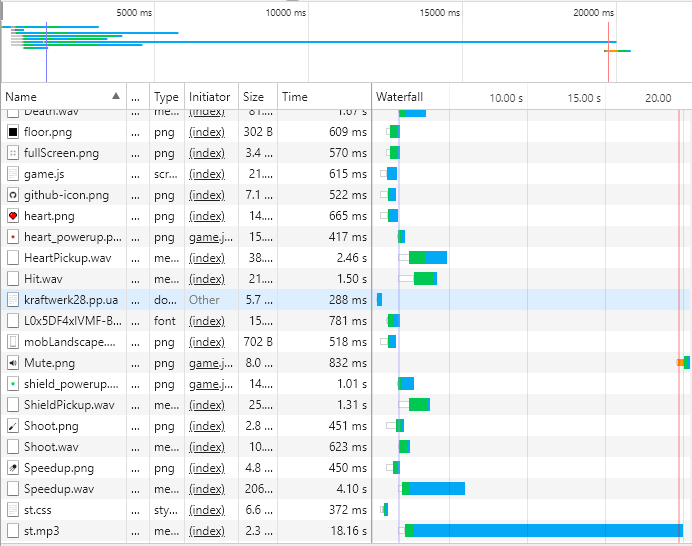 5000 ms 10000 ms 15000 ms 20000 ms
Name ... Type Initiator Size Time Waterfall 10.00 s 15.00 s 20.00
Death.wav ... me... (index) 81.... 1.67 s
floor.png ... png (index) 302 B 609 ms
fullScreen.png ... png (index) 3.4 ... 570 ms
game.js ... scr... (index) 21.... 615 ms
github-icon.png ... png (index) 7.1 ... 522 ms
heart.png ... png (index) 14.... 665 ms
heart_powerup.p... ... png game.j... 15.... 417 ms
HeartPickup.wav ... me... (index) 38.... 2.46 s
Hit.wav ... me... (index) 21.... 1.50 s
kraftwerk28.pp.ua ... do... Other 5.7 ... 288 ms
L0x5DF4xlVMF-B... ... font (index) 15.... 781 ms
mobLandscape.... ... png (index) 702 B 518 ms
Mute.png ... png game.j... 8.0 ... 832 ms
shield_powerup.... ... png game.j... 14.... 1.01 s
ShieldPickup.wav ... me... (index) 25.... 1.31 s
Shoot.png ... png (index) 2.8 ... 451 ms
Shoot.wav ... me... (index) 10.... 623 ms
Speedup.png ... png (index) 4.8 ... 450 ms
Speedup.wav ... me... (index) 206... 4.10 s
st.css ... sty... (index) 6.6 ... 372 ms
st.mp3 ... me... (index) 2.3 ... 18.16 s